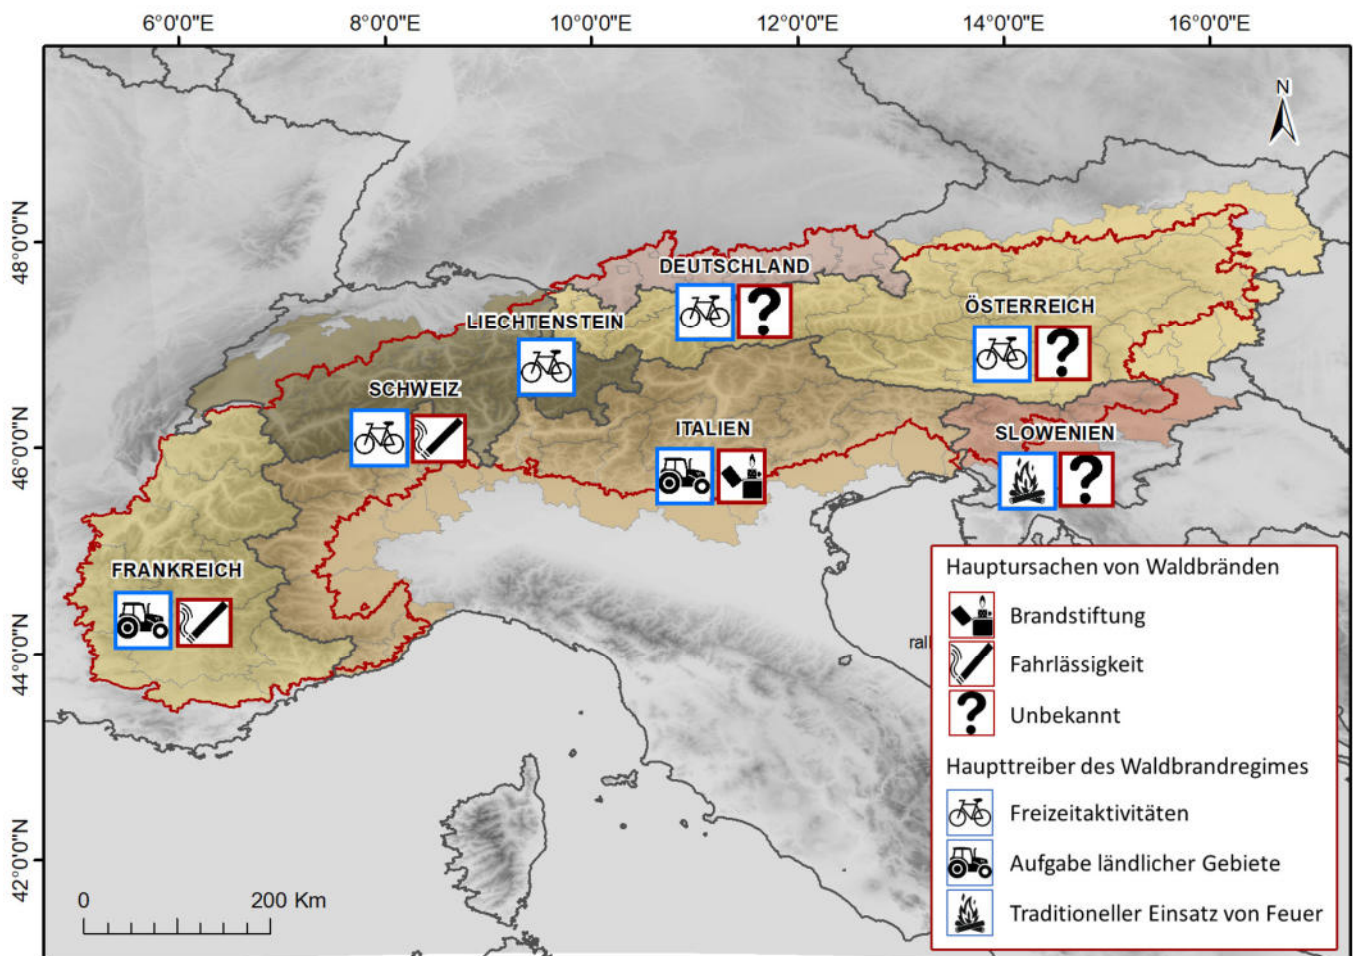 6°0'0"E 8°0'0"E 10°0'0"E 12°0'0"E 14°0'0"E 16°0'0"E
N
48°0'0"N
DEUTSCHLAND
ÖSTERREICH
LIECHTENSTEIN
SCHWEIZ
46°0'0"N
ITALIEN
SLOWENIEN
FRANKREICH
44°0'0"N
42°0'0"N
ral
Hauptursachen von Waldbränden
Brandstiftung
Fahrlässigkeit
Unbekannt
Haupttreiber des Waldbrandregimes
Freizeitaktivitäten
Aufgabe ländlicher Gebiete
Traditioneller Einsatz von Feuer
0 200 Km